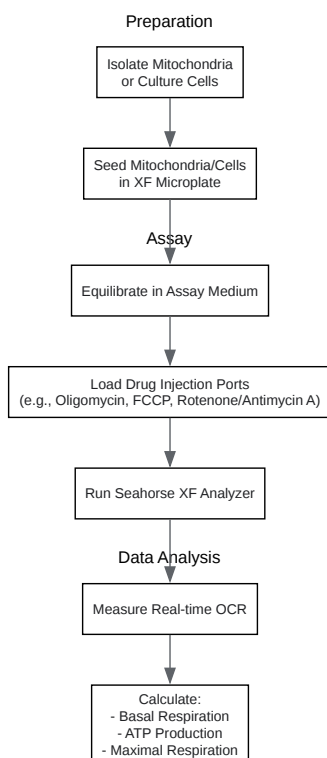 Preparation
Isolate Mitochondria
or Culture Cells
Seed Mitochondria/Cells
in XF Microplate
Assay
Equilibrate in Assay Medium
Load Drug Injection Ports
(e.g., Oligomycin, FCCP, Rotenone/Antimycin A)
Run Seahorse XF Analyzer
Data Analysis
Measure Real-time OCR
Calculate:
- Basal Respiration
- ATP Production
- Maximal Respiration